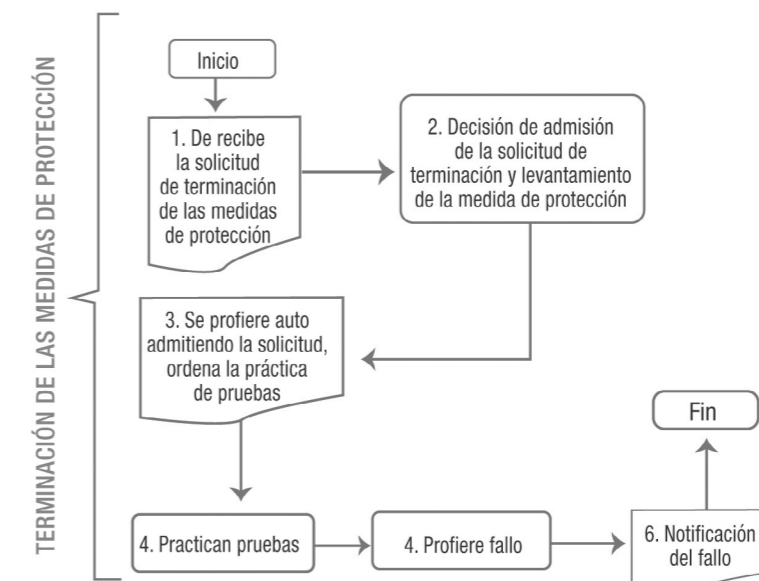 TERMINACIÓN DE LAS MEDIDAS DE PROTECCIÓN
Inicio
1. De recibe
la solicitud
de terminación
de las medidas
de protección
2. Decisión de admisión
de la solicitud de
terminación y levantamiento
de la medida de protección
3. Se profiere auto
admitiendo la solicitud,
ordena la práctica
de pruebas
4. Practican pruebas
4. Profiere fallo
6. Notificación
del fallo
Fin